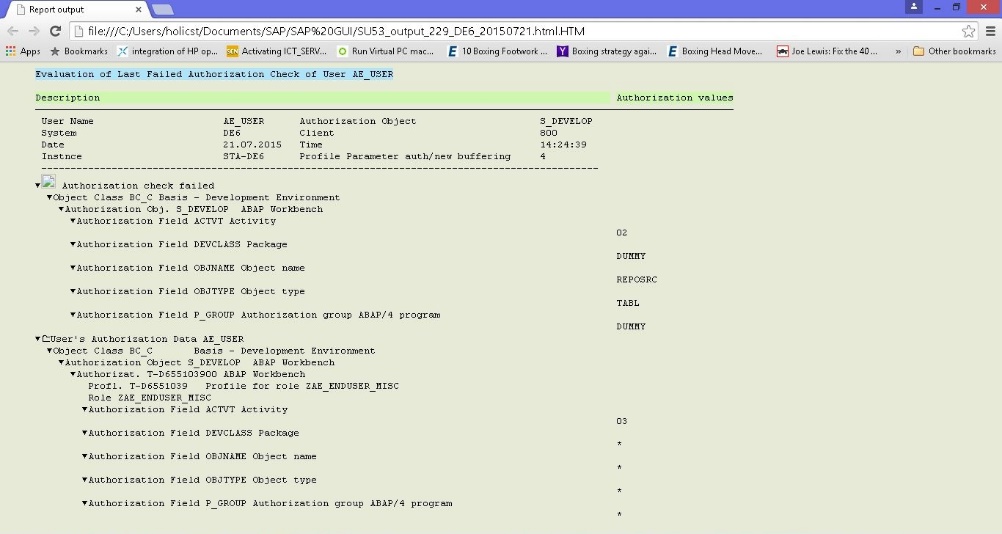 Report output
file:///C:/Users/holicst/Documents/SAP/SAP%20GUI/SU53_output_229_DE6_20150721.html.HTM
Apps Bookmarks integration of HP op... Activating ICT_SERV... Run Virtual PC mac... 10 Boxing Footwork ... Boxing strategy agai... Boxing Head Move... Joe Lewis: Fix the 40 ... » Other bookmarks
Evaluation of Last Failed Authorization Check of User AE_USER
Description Authorization values
User Name AE_USER Authorization Object S_DEVELOP
System DE6 Client 800
Date 21.07.2015 Time 14:24:39
Instnce STA-DE6 Profile Parameter auth/new buffering 4
Authorization check failed
Object Class BC_C Basis - Development Environment
Authorization Obj. S_DEVELOP ABAP Workbench
Authorization Field ACTVT Activity
02
Authorization Field DEVCLASS Package
DUMMY
Authorization Field OBJNAME Object name
REPOSRC
Authorization Field OBJTYPE Object type
TABL
Authorization Field P_GROUP Authorization group ABAP/4 program
DUMMY
User's Authorization Data AE_USER
Object Class BC_C Basis - Development Environment
Authorization Object S_DEVELOP ABAP Workbench
Authorizat. T-D655103900 ABAP Workbench
Profl. T-D6551039 Profile for role ZAE_ENDUSER_MISC
Role ZAE_ENDUSER_MISC
Authorization Field ACTVT Activity
03
Authorization Field DEVCLASS Package
*
Authorization Field OBJNAME Object name
*
Authorization Field OBJTYPE Object type
*
Authorization Field P_GROUP Authorization group ABAP/4 program
*